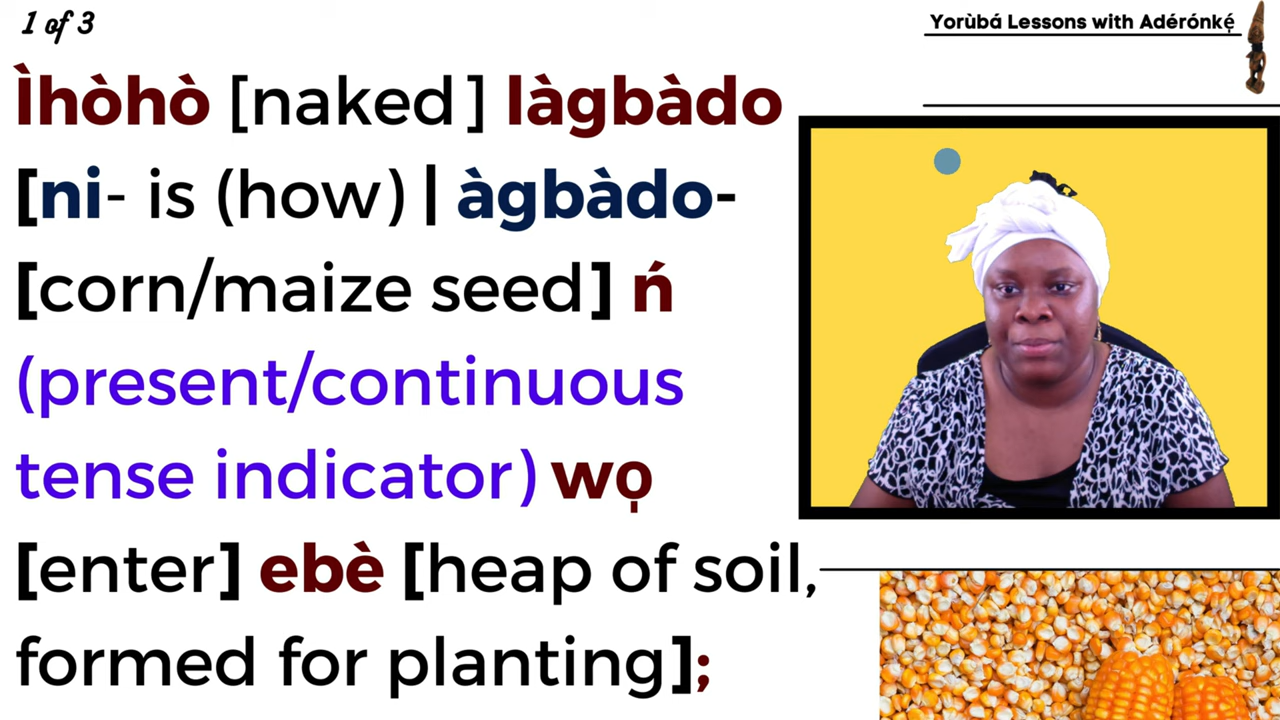 1 of 3
Yorùbá Lessons with Adérónkẹ́
Ìhòhò [naked] làgbàdo
[ni- is (how) | àgbàdo-
[corn/maize seed] ń
(present/continuous
tense indicator) wọ
[enter] ebè [heap of soil,
formed for planting];